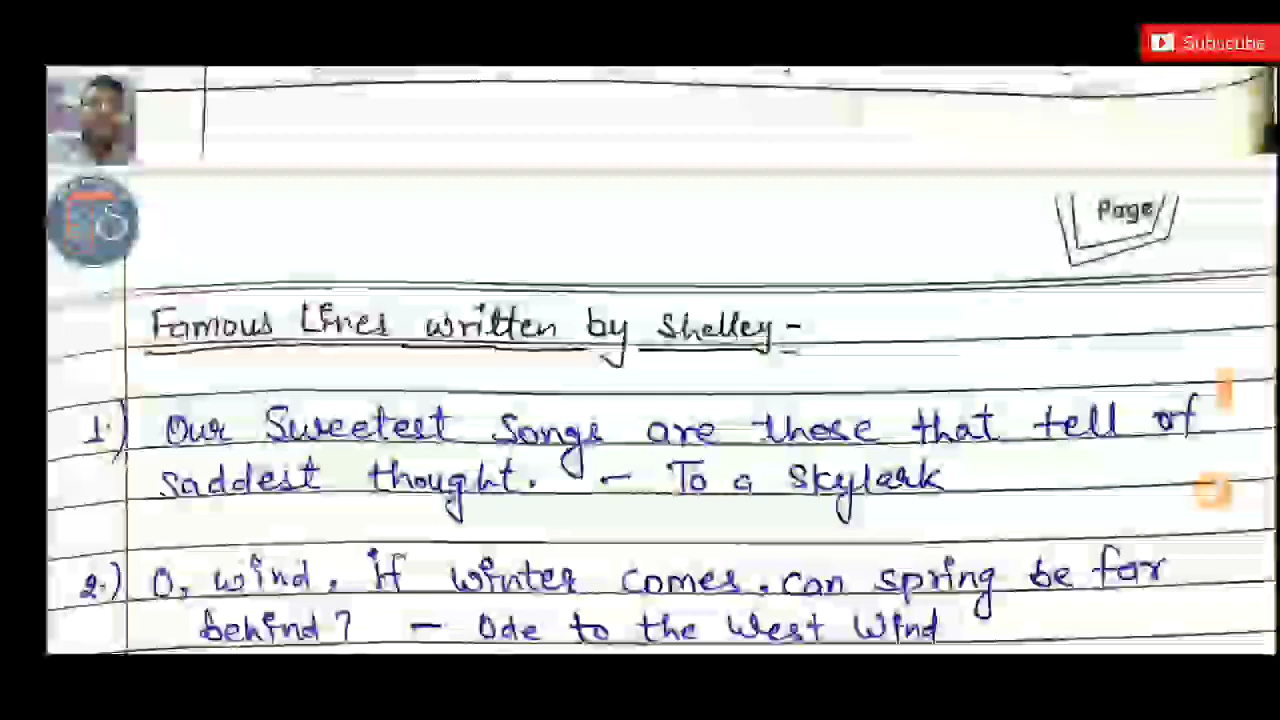 Subscribe
Page
Famous Lines written by Shelley-
1.) Our Sweetest Songs are those that tell of
saddest thought. - To a Skylark
2.) O, wind, if winter comes, can spring be far
behind? - Ode to the West Wind